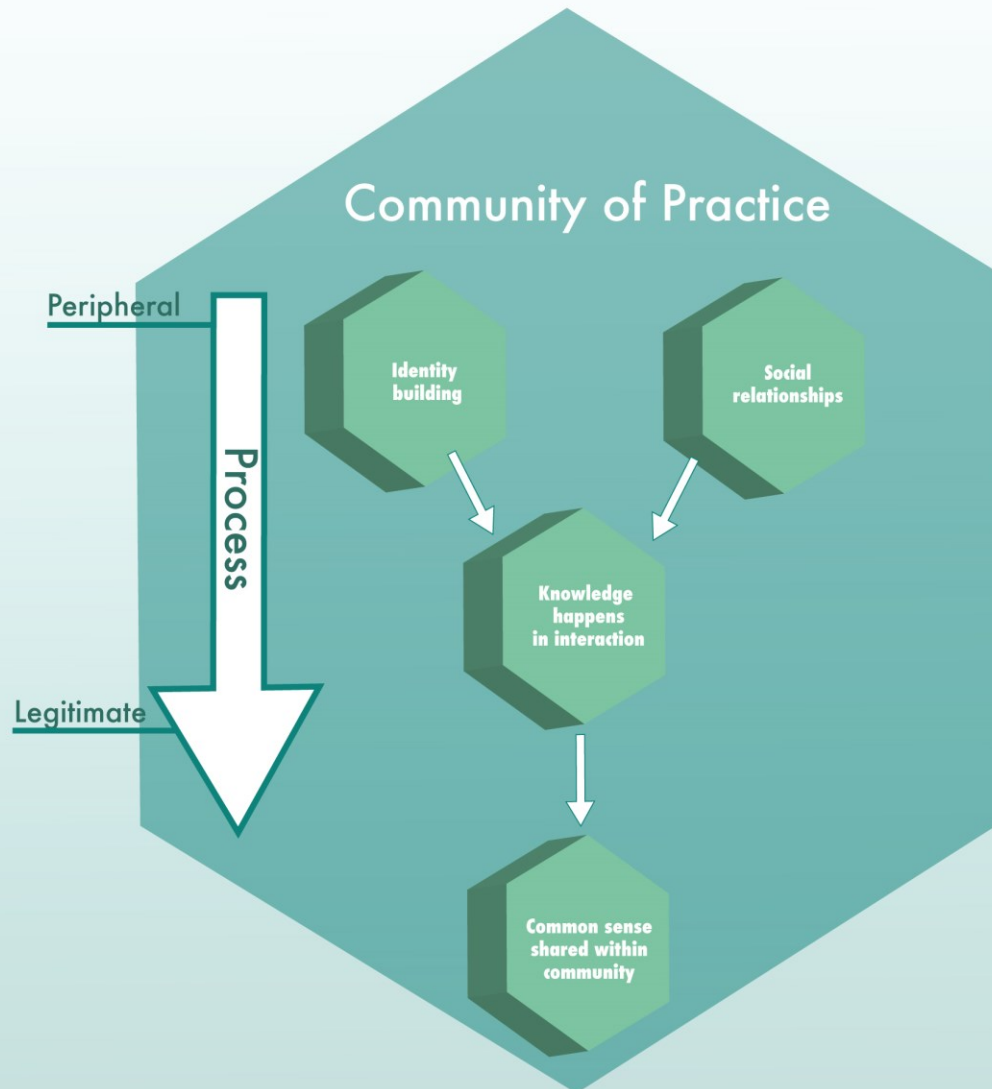 Community of Practice
Peripheral
Identity
building
Social
relationships
Process
Knowledge
happens
in interaction
Legitimate
Common sense
shared within
community